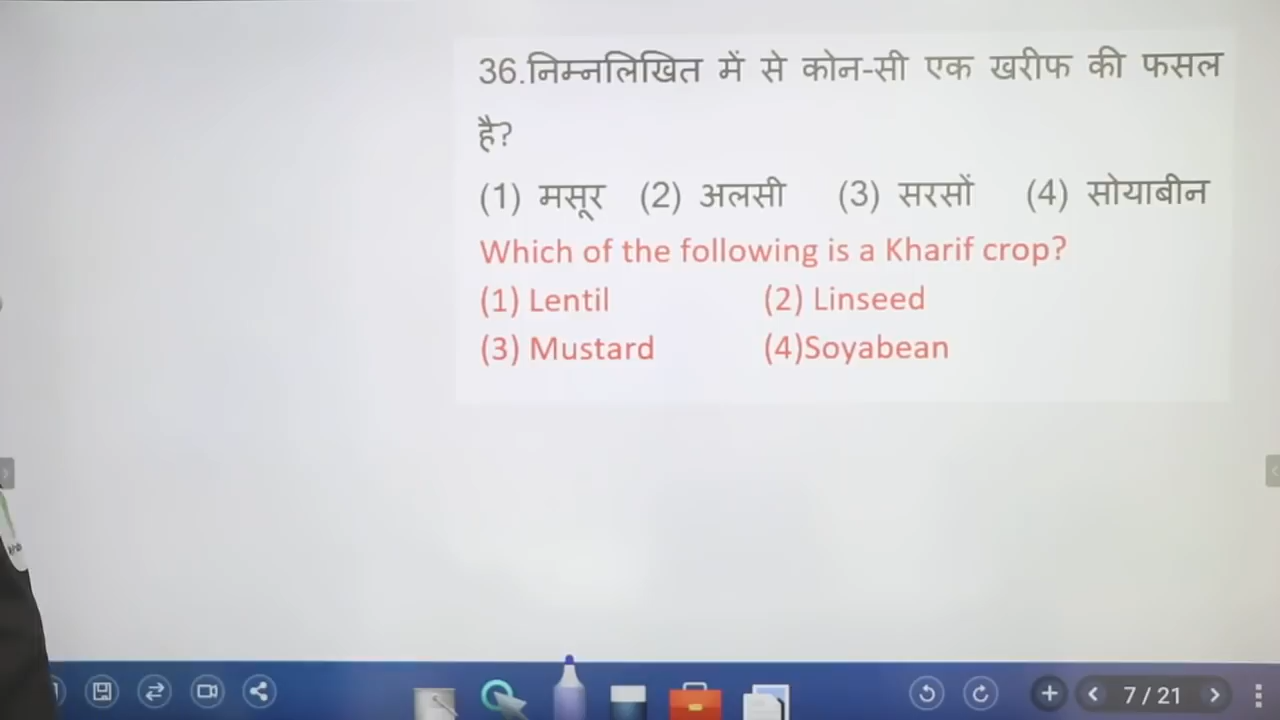 36.निम्नलिखित में से कोन-सी एक खरीफ की फसल
है?
(1) मसूर (2) अलसी (3) सरसों (4) सोयाबीन
Which of the following is a Kharif crop?
(1) Lentil (2) Linseed
(3) Mustard (4)Soyabean
7 / 21